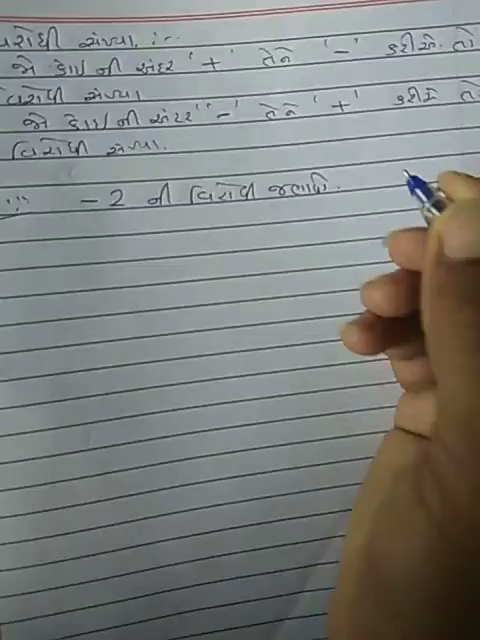 વિરોધી સંખ્યા :-
જો કોઈ ની અંદર '+' તેને '-' કરીએ તો
વિરોધી સંખ્યા
જો કોઈ ની અંદર '-' તેને '+' કરીએ તો
વિરોધી સંખ્યા.
-2 ની વિરોધી જણાવો.